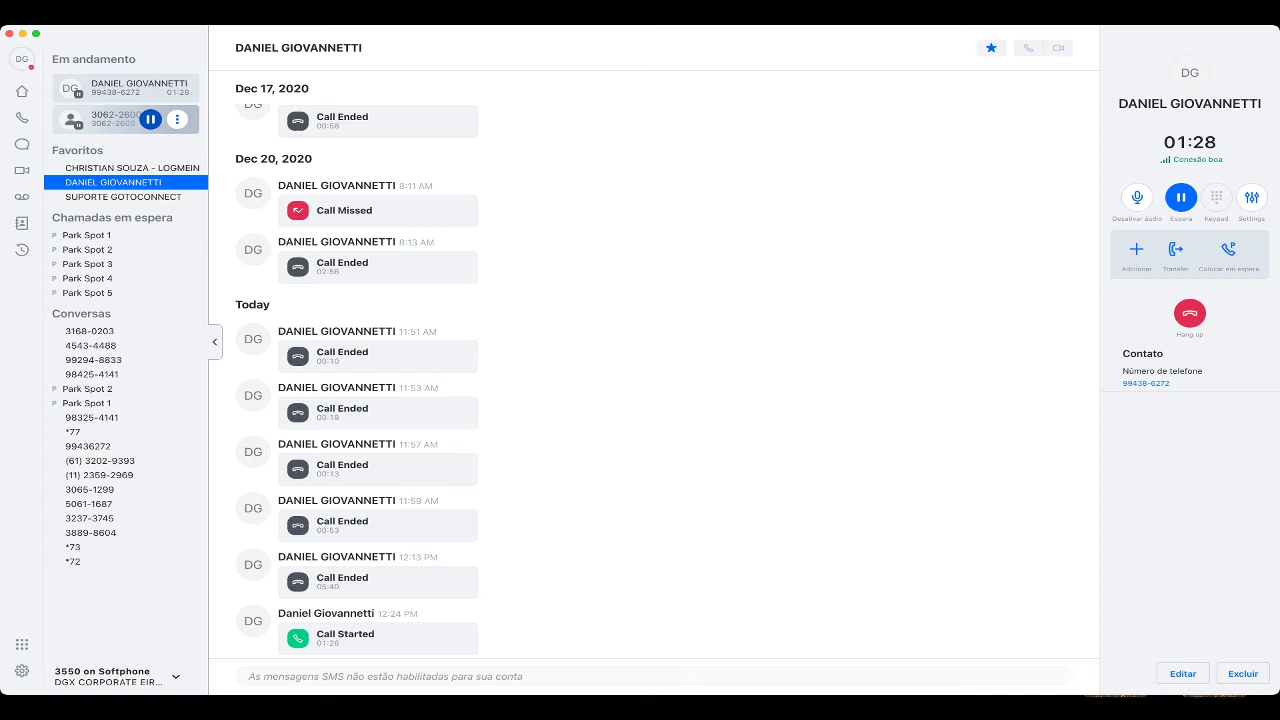 DG
Em andamento
DG
DANIEL GIOVANNETTI
99438-6272
01:28
3062-2600
3062-2600
Favoritos
CHRISTIAN SOUZA - LOGMEIN
DANIEL GIOVANNETTI
SUPORTE GOTOCONNECT
Chamadas em espera
P Park Spot 1
P Park Spot 2
P Park Spot 3
P Park Spot 4
P Park Spot 5
Conversas
3168-0203
4543-4488
99294-8833
98425-4141
P Park Spot 2
P Park Spot 1
98325-4141
*77
99436272
(61) 3202-9393
(11) 2359-2969
3065-1299
5061-1687
3237-3745
3889-8604
*73
*72
3550 on Softphone
DGX CORPORATE EIR...
DANIEL GIOVANNETTI
Dec 17, 2020
DG
Call Ended
00:56
Dec 20, 2020
DG
DANIEL GIOVANNETTI 8:11 AM
Call Missed
DG
DANIEL GIOVANNETTI 8:13 AM
Call Ended
02:56
Today
DG
DANIEL GIOVANNETTI 11:51 AM
Call Ended
00:10
DG
DANIEL GIOVANNETTI 11:53 AM
Call Ended
00:18
DG
DANIEL GIOVANNETTI 11:57 AM
Call Ended
00:13
DG
DANIEL GIOVANNETTI 11:59 AM
Call Ended
00:53
DG
DANIEL GIOVANNETTI 12:13 PM
Call Ended
05:40
DG
Daniel Giovannetti 12:24 PM
Call Started
01:28
As mensagens SMS não estão habilitadas para sua conta
DG
DANIEL GIOVANNETTI
01:28
Conexão boa
Desativar áudio
Espera
Keypad
Settings
Adicionar
Transfer
Colocar em espera
Hang up
Contato
Número de telefone
99438-6272
Editar
Excluir